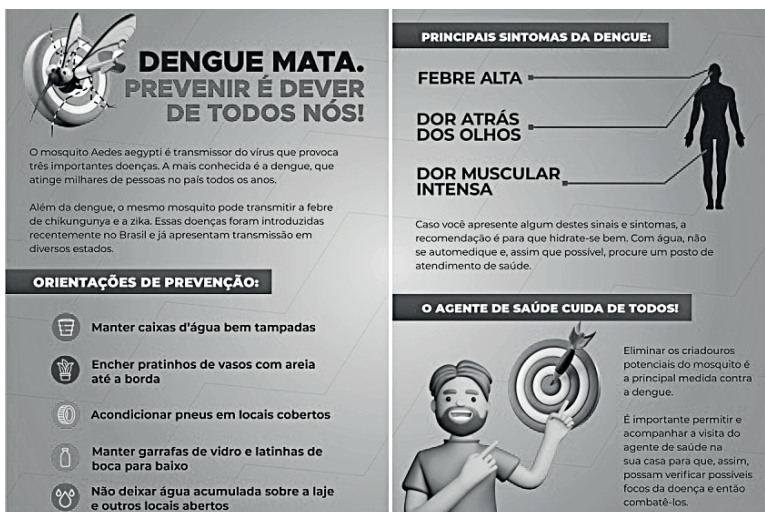 DENGUE MATA.
PREVENIR É DEVER
DE TODOS NÓS!
O mosquito Aedes aegypti é transmissor do vírus que provoca
três importantes doenças. A mais conhecida é a dengue, que
atinge milhares de pessoas no país todos os anos.
Além da dengue, o mesmo mosquito pode transmitir a febre
de chikungunya e a zika. Essas doenças foram introduzidas
recentemente no Brasil e já apresentam transmissão em
diversos estados.
ORIENTAÇÕES DE PREVENÇÃO:
Manter caixas d'água bem tampadas
Encher pratinhos de vasos com areia
até a borda
Acondicionar pneus em locais cobertos
Manter garrafas de vidro e latinhas de
boca para baixo
Não deixar água acumulada sobre a laje
e outros locais abertos
PRINCIPAIS SINTOMAS DA DENGUE:
FEBRE ALTA
DOR ATRÁS
DOS OLHOS
DOR MUSCULAR
INTENSA
Caso você apresente algum destes sinais e sintomas, a
recomendação é para que hidrate-se bem. Com água, não
se automedique e, assim que possível, procure um posto de
atendimento de saúde.
O AGENTE DE SAÚDE CUIDA DE TODOS!
Eliminar os criadouros
potenciais do mosquito é
a principal medida contra
a dengue.
É importante permitir e
acompanhar a visita do
agente de saúde na
sua casa para que, assim,
possam verificar possíveis
focos da doença e então
combatê-los.